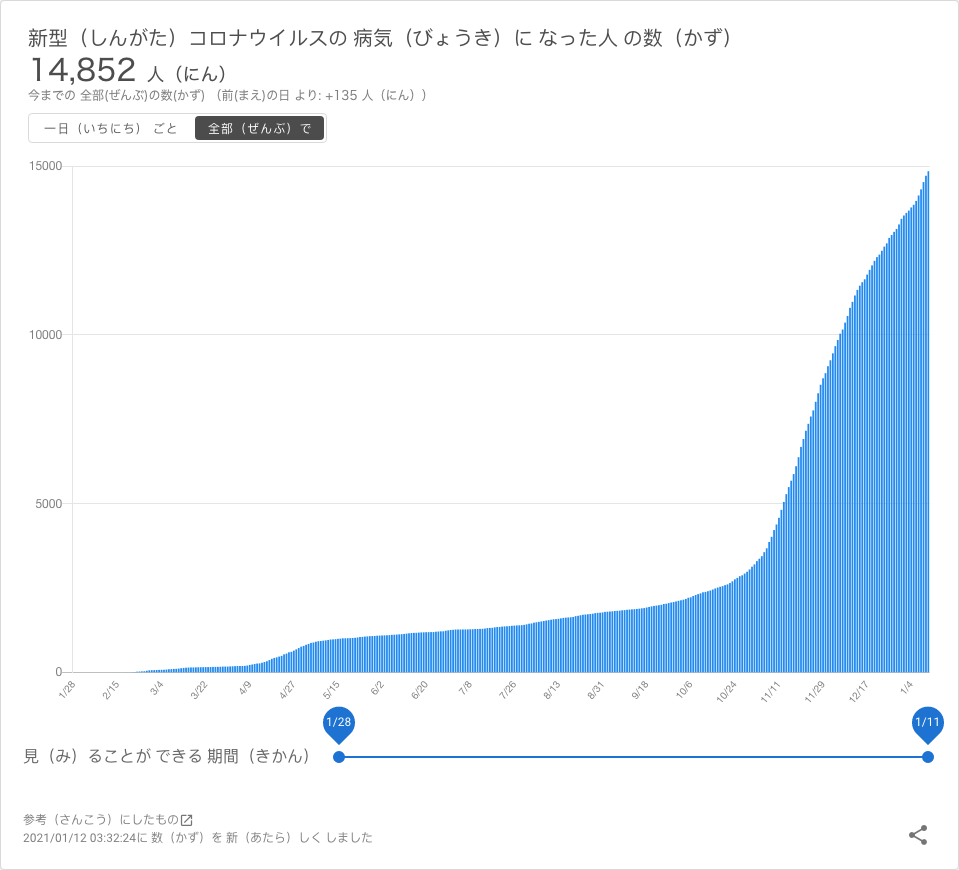 新型（しんがた）コロナウイルスの 病気（びょうき）に なった人 の数（かず）
14,852 人（にん）
今までの 全部(ぜんぶ)の数(かず) （前(まえ)の日 より: +135 人（にん））
一日（いちにち） ごと 全部（ぜんぶ）で
15000
10000
5000
0
1/28 2/15 3/4 3/22 4/9 4/27 5/15 6/2 6/20 7/8 7/26 8/13 8/31 9/18 10/6 10/24 11/11 11/29 12/17 1/4
1/28 1/11
見（み）ることが できる 期間（きかん）
参考（さんこう）にしたもの
2021/01/12 03:32:24に 数（かず）を 新（あたら）しく しました